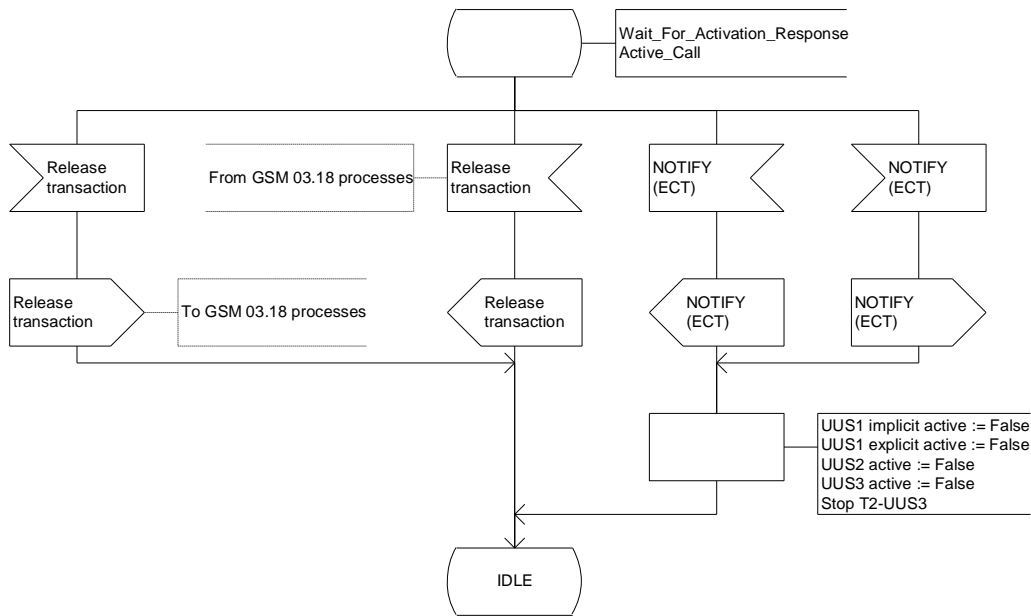 Wait_For_Activation_Response
Active_Call
Release
transaction
From GSM 03.18 processes
Release
transaction
NOTIFY
(ECT)
NOTIFY
(ECT)
Release
transaction
To GSM 03.18 processes
Release
transaction
NOTIFY
(ECT)
NOTIFY
(ECT)
UUS1 implicit active := False
UUS1 explicit active := False
UUS2 active := False
UUS3 active := False
Stop T2-UUS3
IDLE